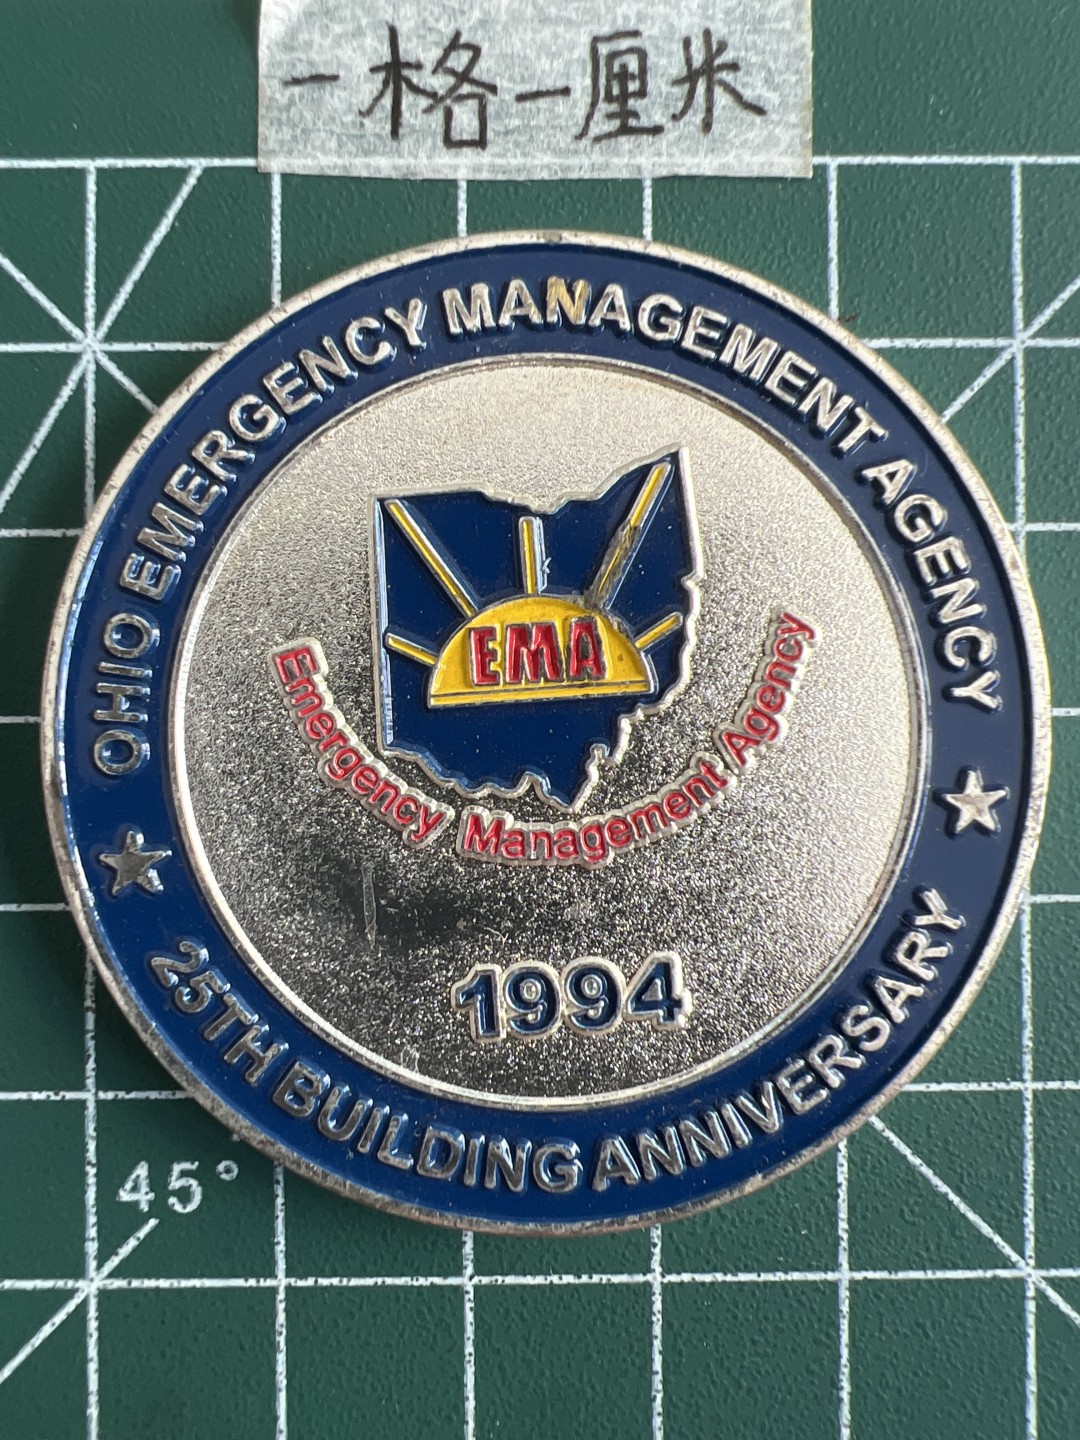 一格一厘米
OHIO EMERGENCY MANAGEMENT AGENCY
EMA
Emergency Management Agency
1994
25TH BUILDING ANNIVERSARY
45°